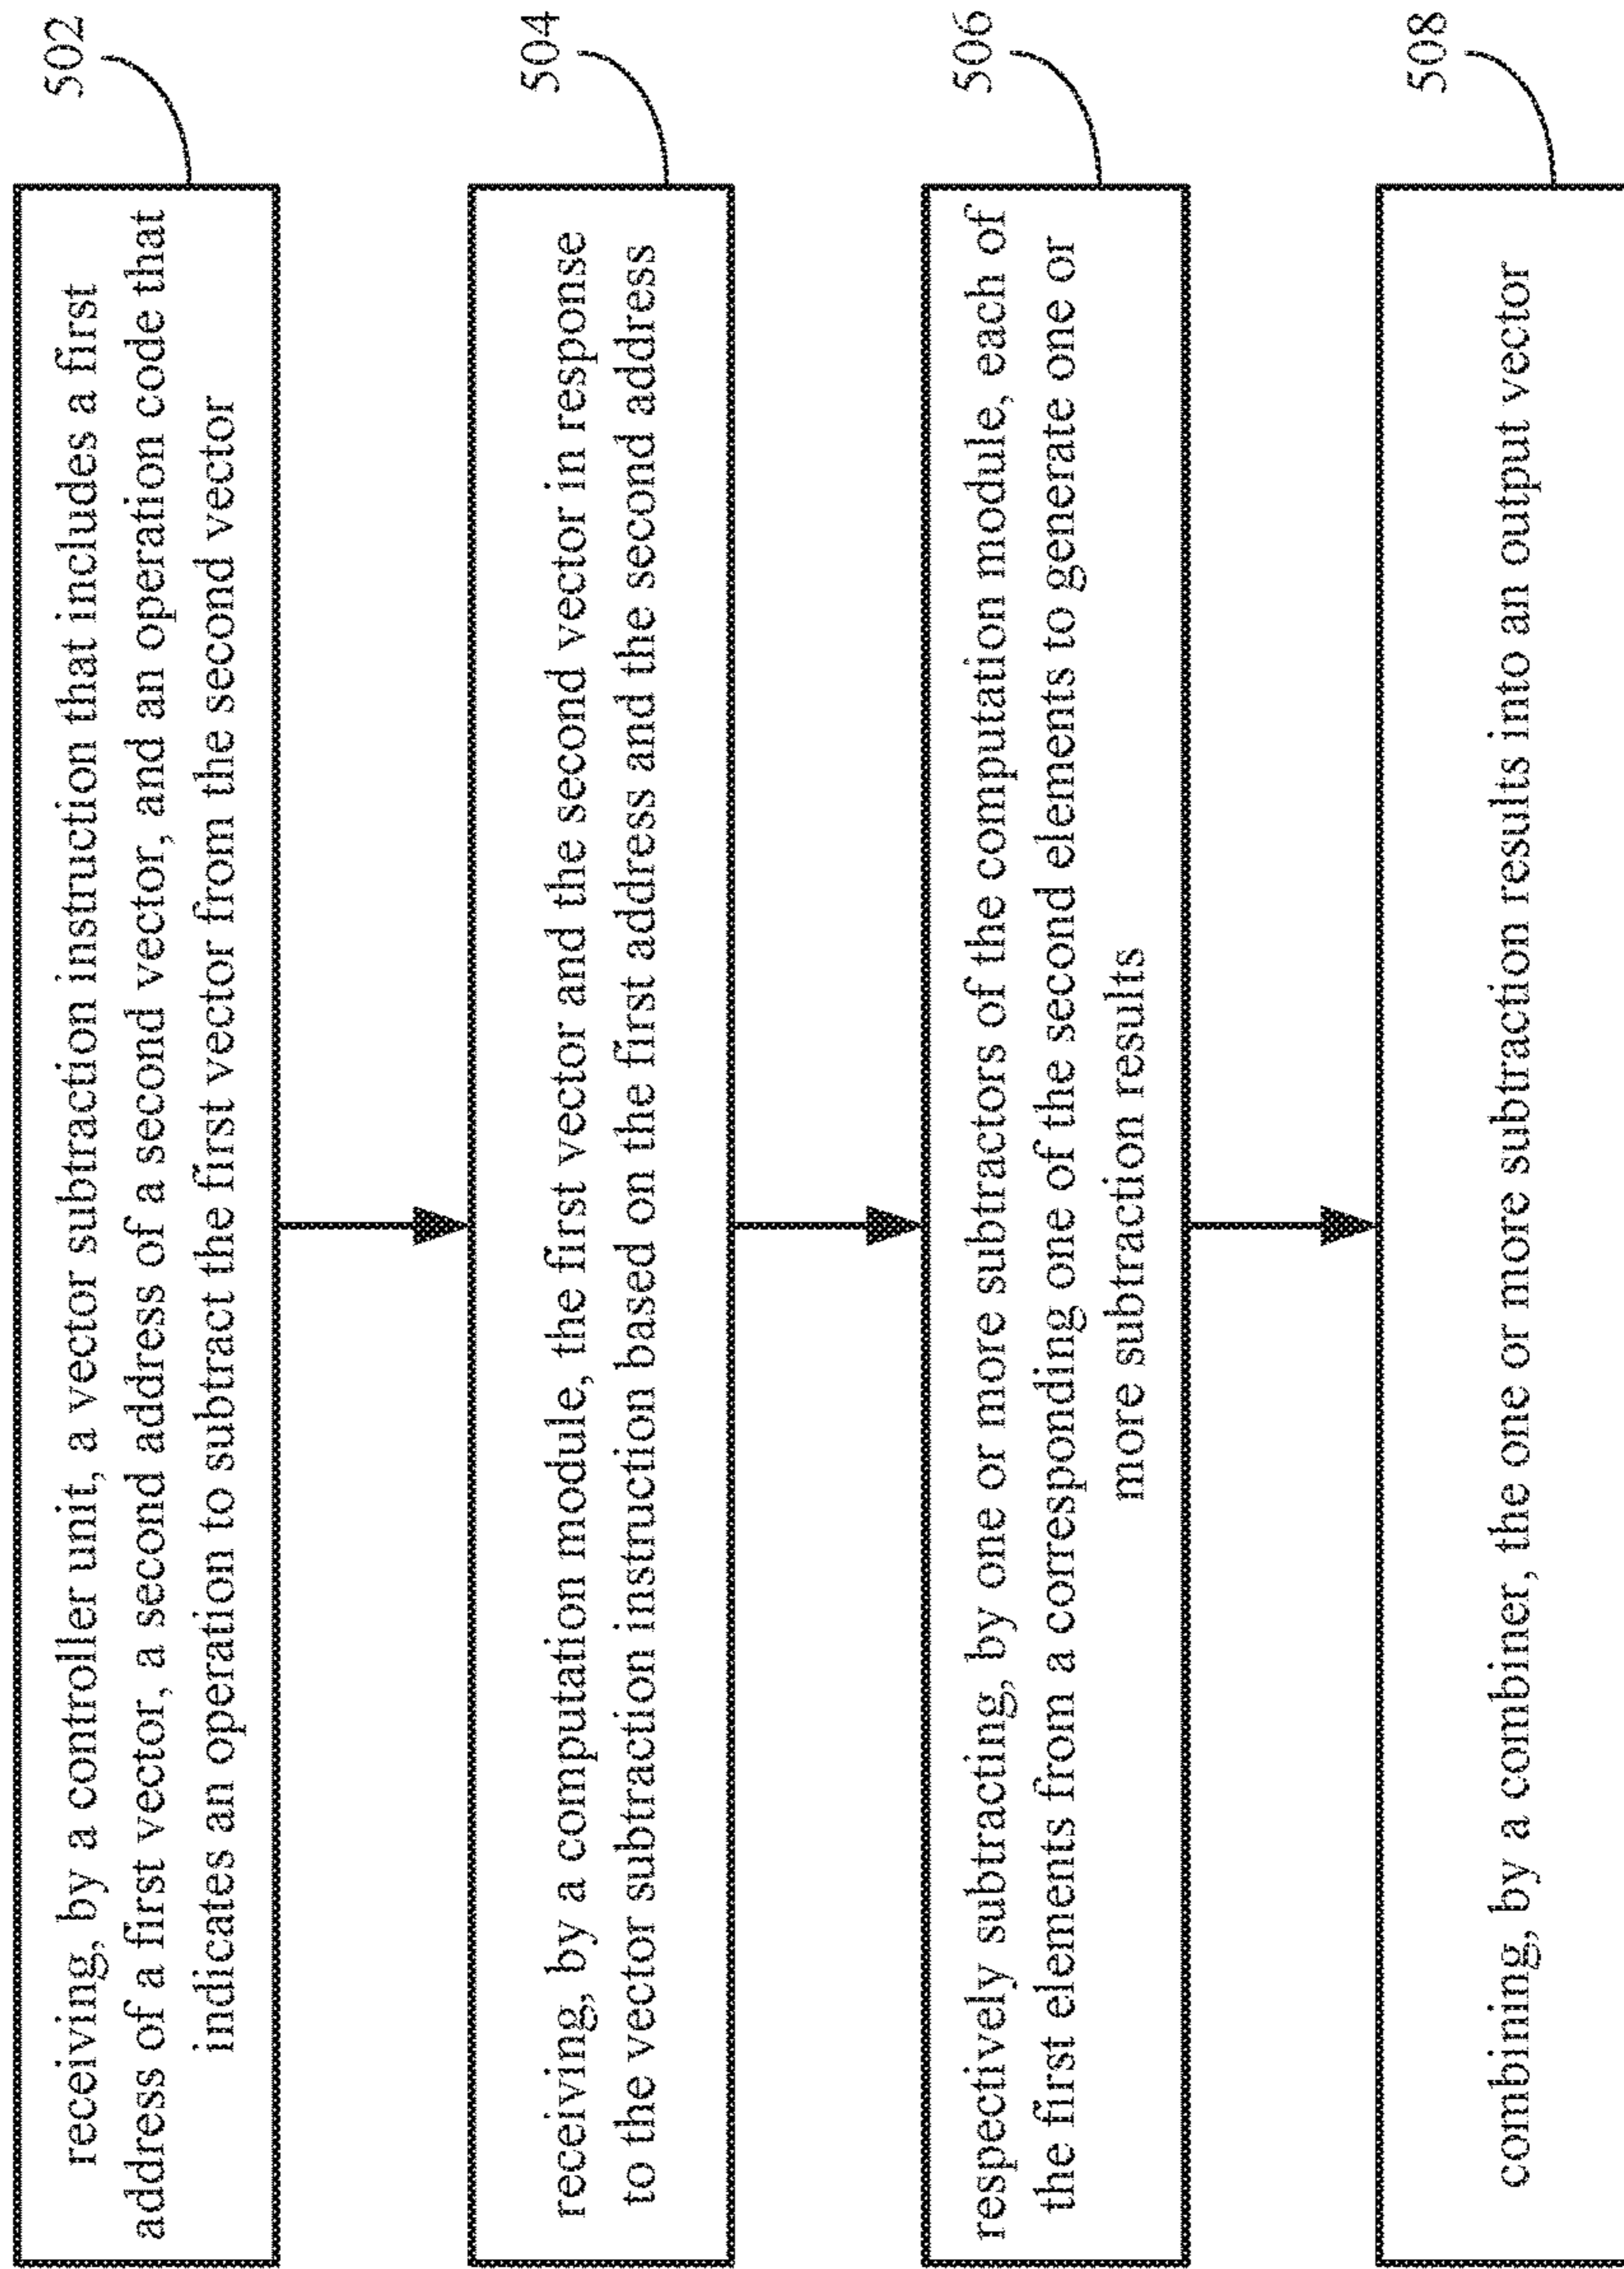 502
receiving, by a controller unit, a vector subtraction instruction that includes a first
address of a first vector, a second address of a second vector, and an operation code that
indicates an operation to subtract the first vector from the second vector
504
receiving, by a computation module, the first vector and the second vector in response
to the vector subtraction instruction based on the first address and the second address
506
respectively subtracting, by one or more subtractors of the computation module, each of
the first elements from a corresponding one of the second elements to generate one or
more subtraction results
508
combining, by a combiner, the one or more subtraction results into an output vector